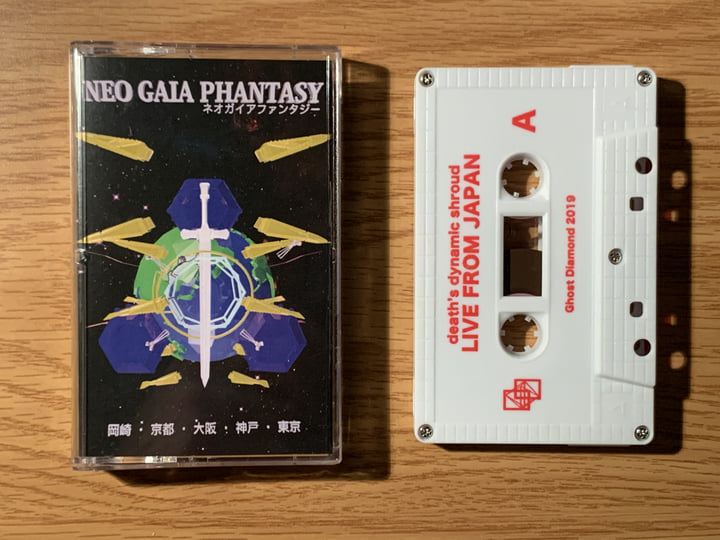 NEO GAIA PHANTASY
ネオガイアファンタジー
岡崎・京都・大阪・神戸・東京
A
death's dynamic shroud
LIVE FROM JAPAN
Ghost Diamond 2019